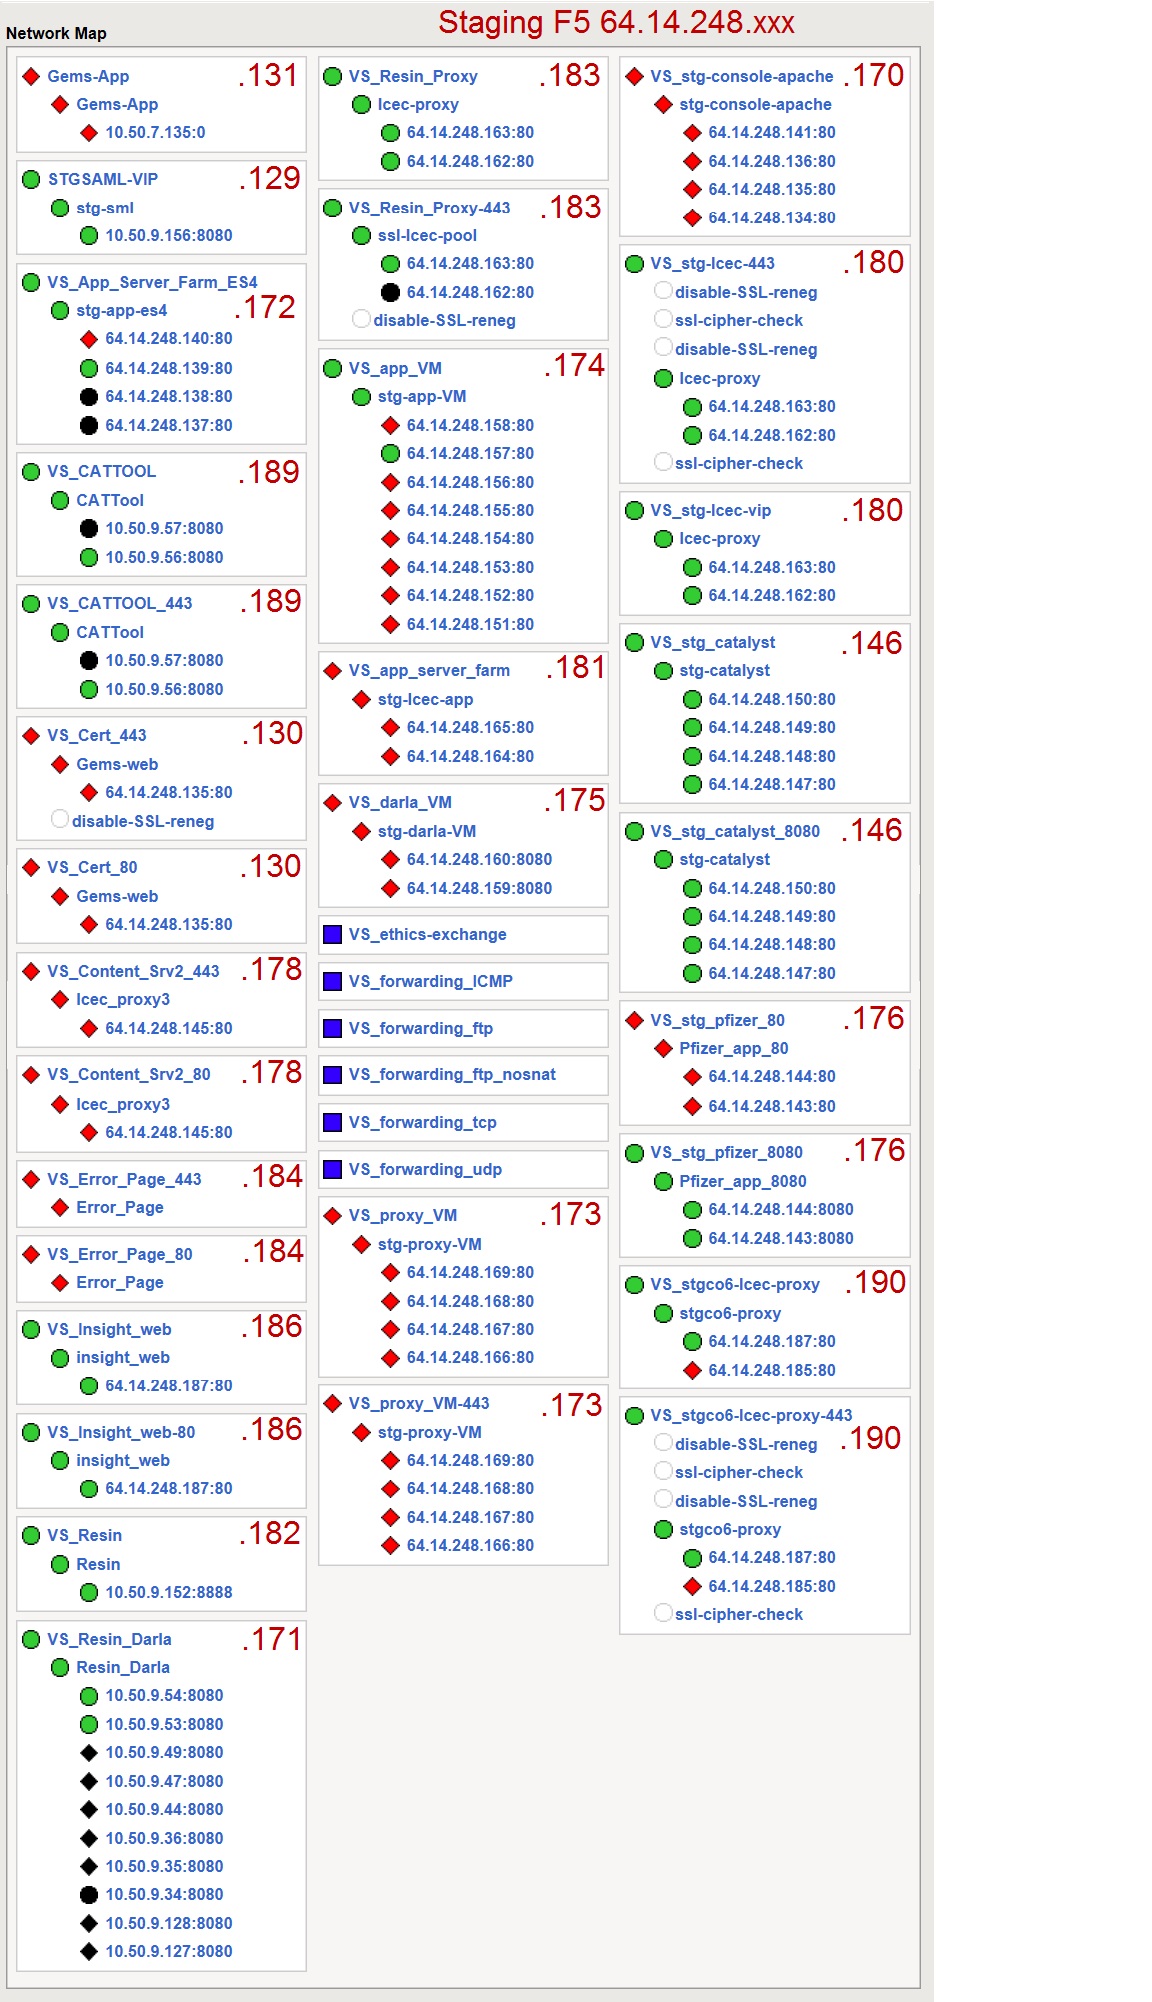 Staging F5 64.14.248.xxx
Network Map
Gems-App .131
Gems-App
10.50.7.135:0
STGSAML-VIP .129
stg-sml
10.50.9.156:8080
VS_App_Server_Farm_ES4
stg-app-es4 .172
64.14.248.140:80
64.14.248.139:80
64.14.248.138:80
64.14.248.137:80
VS_CATTOOL .189
CATTool
10.50.9.57:8080
10.50.9.56:8080
VS_CATTOOL_443 .189
CATTool
10.50.9.57:8080
10.50.9.56:8080
VS_Cert_443 .130
Gems-web
64.14.248.135:80
disable-SSL-reneg
VS_Cert_80 .130
Gems-web
64.14.248.135:80
VS_Content_Srv2_443 .178
lcec_proxy3
64.14.248.145:80
VS_Content_Srv2_80 .178
lcec_proxy3
64.14.248.145:80
VS_Error_Page_443 .184
Error_Page
VS_Error_Page_80 .184
Error_Page
VS_Insight_web .186
insight_web
64.14.248.187:80
VS_Insight_web-80 .186
insight_web
64.14.248.187:80
VS_Resin .182
Resin
10.50.9.152:8888
VS_Resin_Darla .171
Resin_Darla
10.50.9.54:8080
10.50.9.53:8080
10.50.9.49:8080
10.50.9.47:8080
10.50.9.44:8080
10.50.9.36:8080
10.50.9.35:8080
10.50.9.34:8080
10.50.9.128:8080
10.50.9.127:8080
VS_Resin_Proxy .183
lcec-proxy
64.14.248.163:80
64.14.248.162:80
VS_Resin_Proxy-443 .183
ssl-lcec-pool
64.14.248.163:80
64.14.248.162:80
disable-SSL-reneg
VS_app_VM .174
stg-app-VM
64.14.248.158:80
64.14.248.157:80
64.14.248.156:80
64.14.248.155:80
64.14.248.154:80
64.14.248.153:80
64.14.248.152:80
64.14.248.151:80
VS_app_server_farm .181
stg-lcec-app
64.14.248.165:80
64.14.248.164:80
VS_darla_VM .175
stg-darla-VM
64.14.248.160:8080
64.14.248.159:8080
VS_ethics-exchange
VS_forwarding_ICMP
VS_forwarding_ftp
VS_forwarding_ftp_nosnat
VS_forwarding_tcp
VS_forwarding_udp
VS_proxy_VM .173
stg-proxy-VM
64.14.248.169:80
64.14.248.168:80
64.14.248.167:80
64.14.248.166:80
VS_proxy_VM-443 .173
stg-proxy-VM
64.14.248.169:80
64.14.248.168:80
64.14.248.167:80
64.14.248.166:80
VS_stg-console-apache .170
stg-console-apache
64.14.248.141:80
64.14.248.136:80
64.14.248.135:80
64.14.248.134:80
VS_stg-lcec-443 .180
disable-SSL-reneg
ssl-cipher-check
disable-SSL-reneg
lcec-proxy
64.14.248.163:80
64.14.248.162:80
ssl-cipher-check
VS_stg-lcec-vip .180
lcec-proxy
64.14.248.163:80
64.14.248.162:80
VS_stg_catalyst .146
stg-catalyst
64.14.248.150:80
64.14.248.149:80
64.14.248.148:80
64.14.248.147:80
VS_stg_catalyst_8080 .146
stg-catalyst
64.14.248.150:80
64.14.248.149:80
64.14.248.148:80
64.14.248.147:80
VS_stg_pfizer_80 .176
Pfizer_app_80
64.14.248.144:80
64.14.248.143:80
VS_stg_pfizer_8080 .176
Pfizer_app_8080
64.14.248.144:8080
64.14.248.143:8080
VS_stgco6-lcec-proxy .190
stgco6-proxy
64.14.248.187:80
64.14.248.185:80
VS_stgco6-lcec-proxy-443
disable-SSL-reneg .190
ssl-cipher-check
disable-SSL-reneg
stgco6-proxy
64.14.248.187:80
64.14.248.185:80
ssl-cipher-check